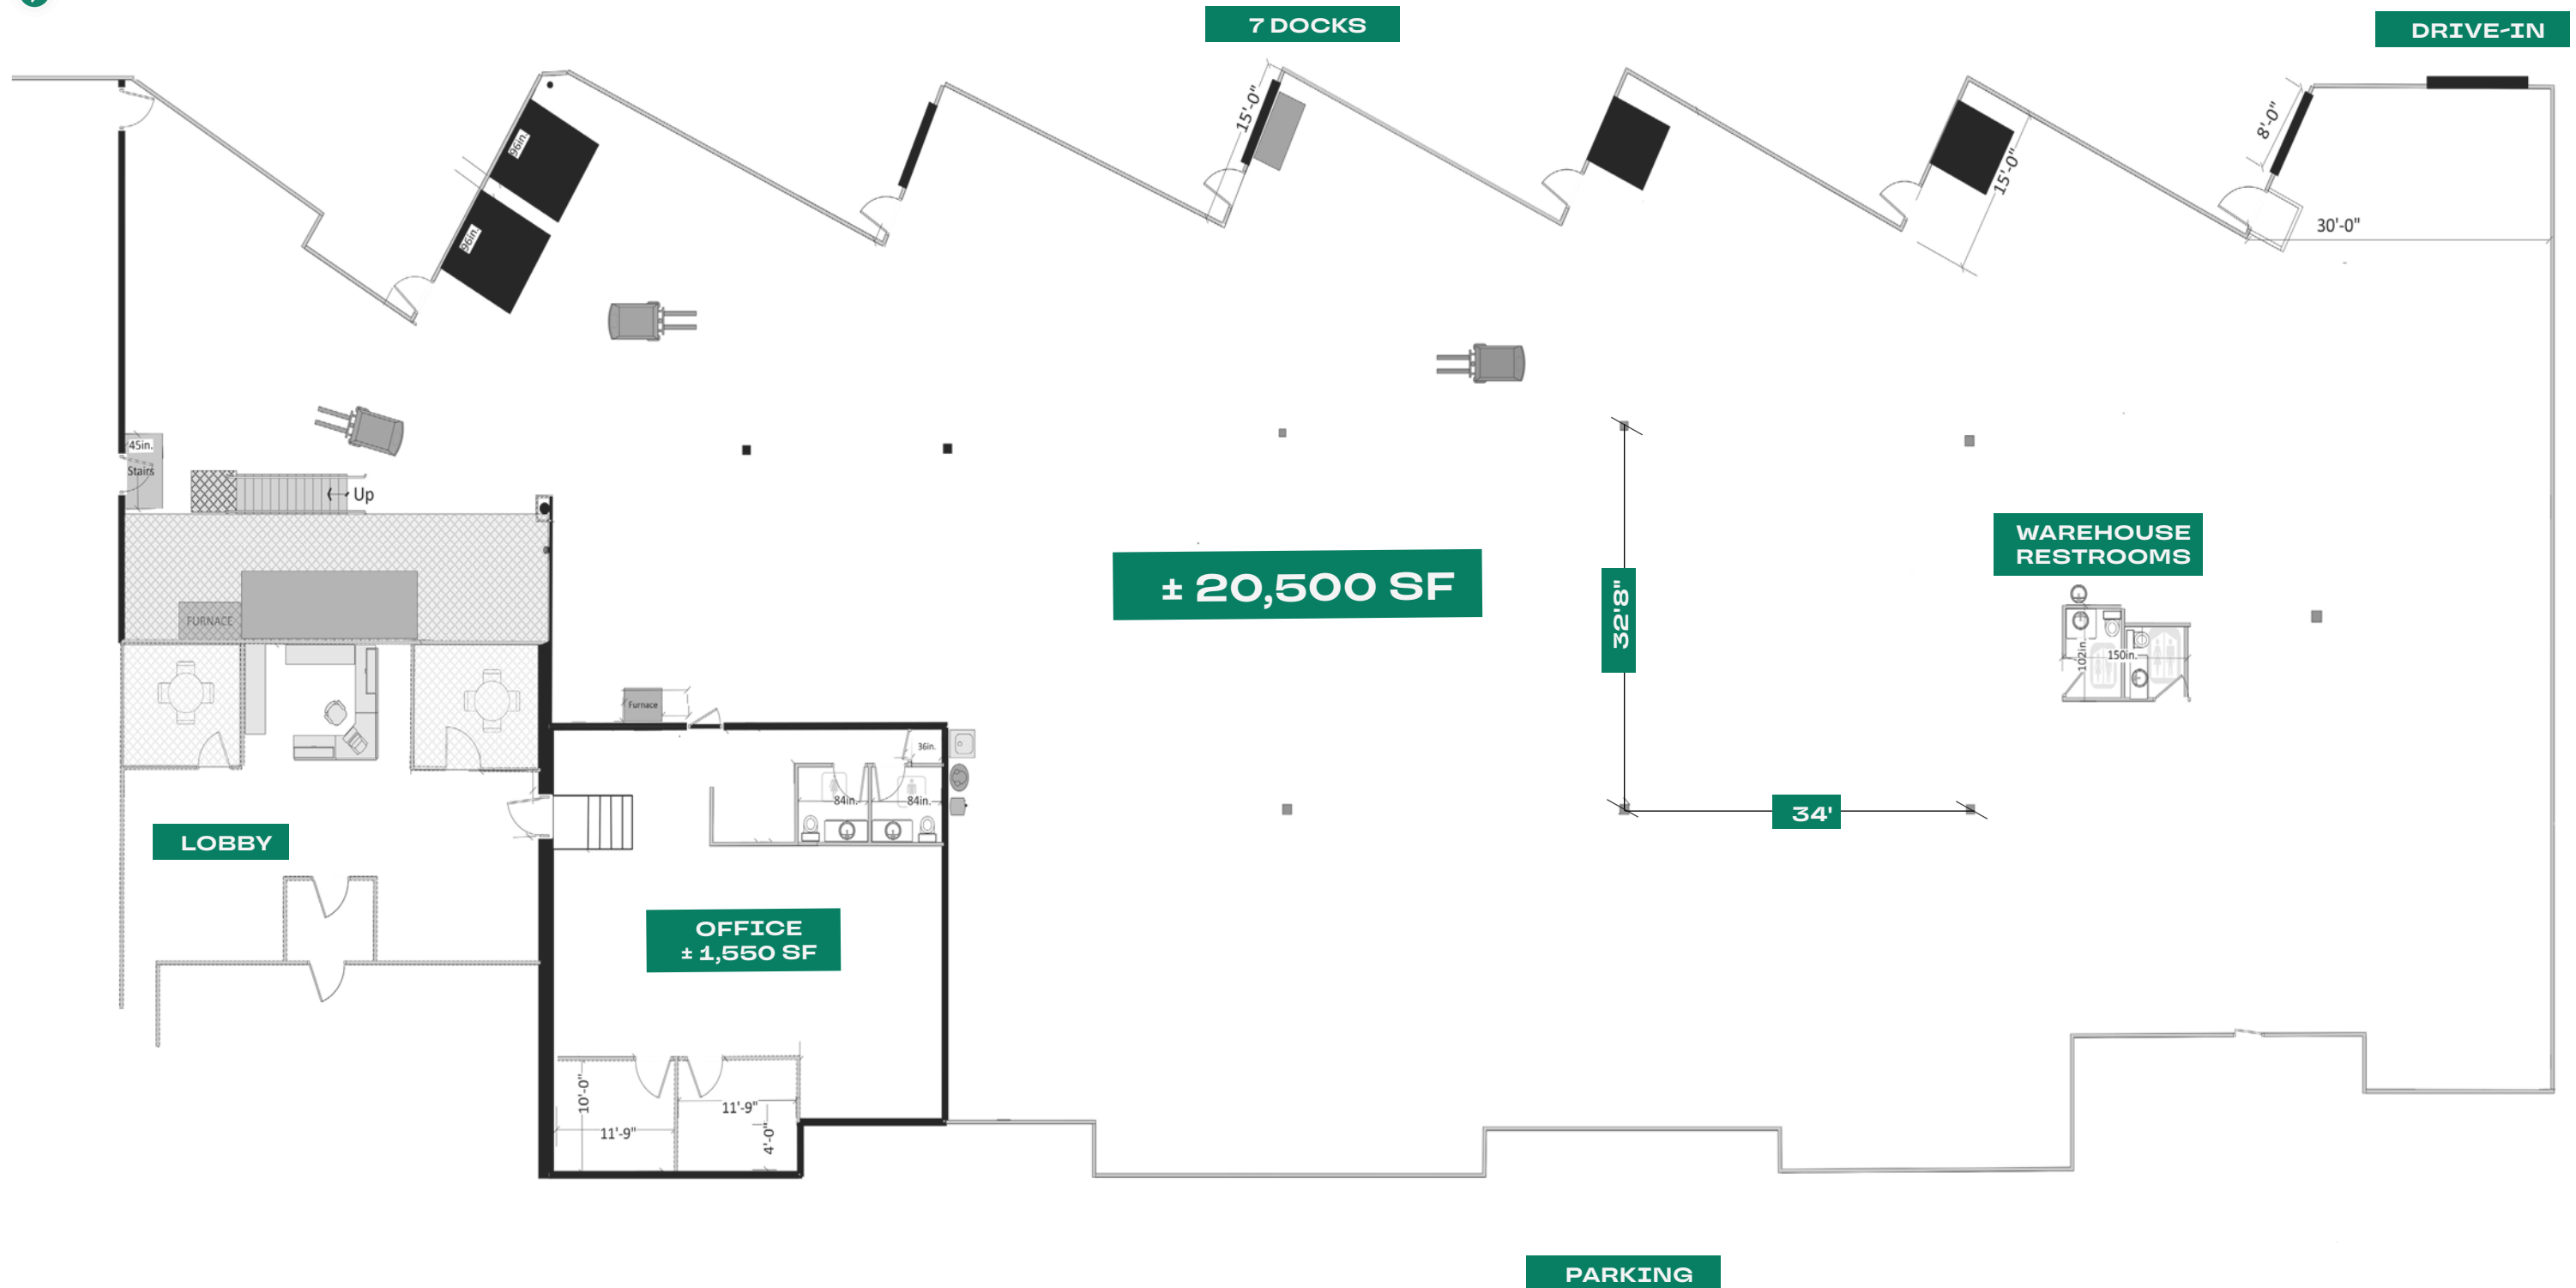 7 DOCKS
DRIVE-IN
96in.
96in.
15'-0"
15'-0"
8'-0"
30'-0"
45in.
Stairs
Up
± 20,500 SF
32'8"
34'
WAREHOUSE
RESTROOMS
102in.
150in.
FURNACE
Furnace
36in.
84in.
84in.
LOBBY
OFFICE
± 1,550 SF
10'-0"
11'-9"
11'-9"
4'-0"
PARKING